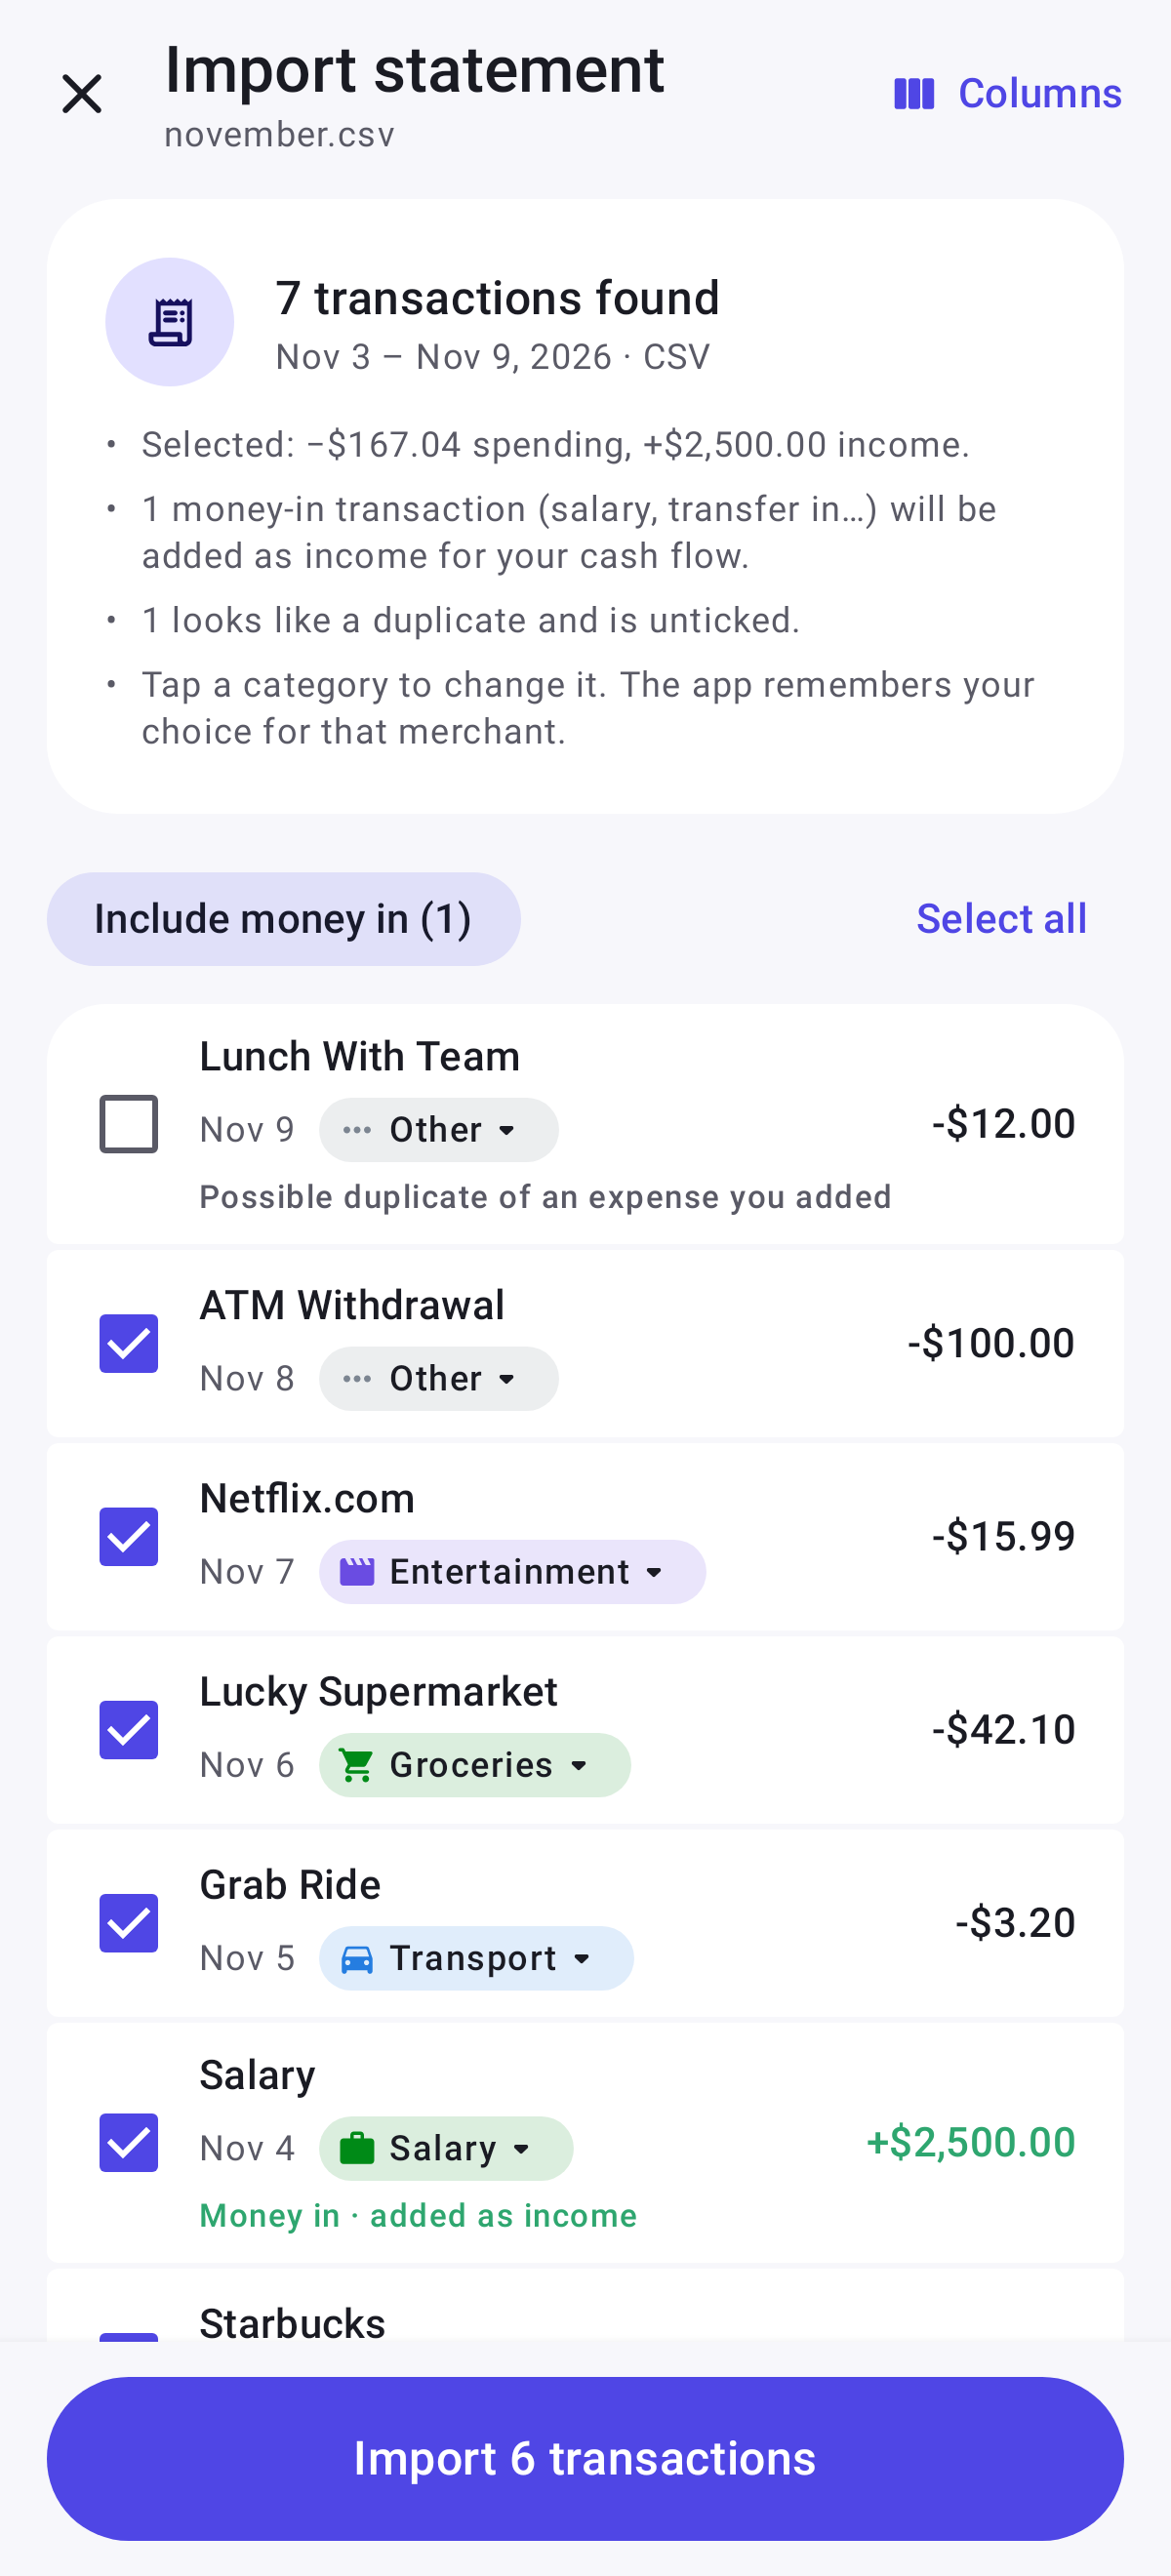 Import statement
november.csv
Columns
7 transactions found
Nov 3 – Nov 9, 2026 · CSV
• Selected: −$167.04 spending, +$2,500.00 income.
• 1 money-in transaction (salary, transfer in…) will be
added as income for your cash flow.
• 1 looks like a duplicate and is unticked.
• Tap a category to change it. The app remembers your
choice for that merchant.
Include money in (1)
Select all
Lunch With Team
Nov 9 Other
-$12.00
Possible duplicate of an expense you added
ATM Withdrawal
Nov 8 Other
-$100.00
Netflix.com
Nov 7 Entertainment
-$15.99
Lucky Supermarket
Nov 6 Groceries
-$42.10
Grab Ride
Nov 5 Transport
-$3.20
Salary
Nov 4 Salary
+$2,500.00
Money in · added as income
Starbucks
Import 6 transactions